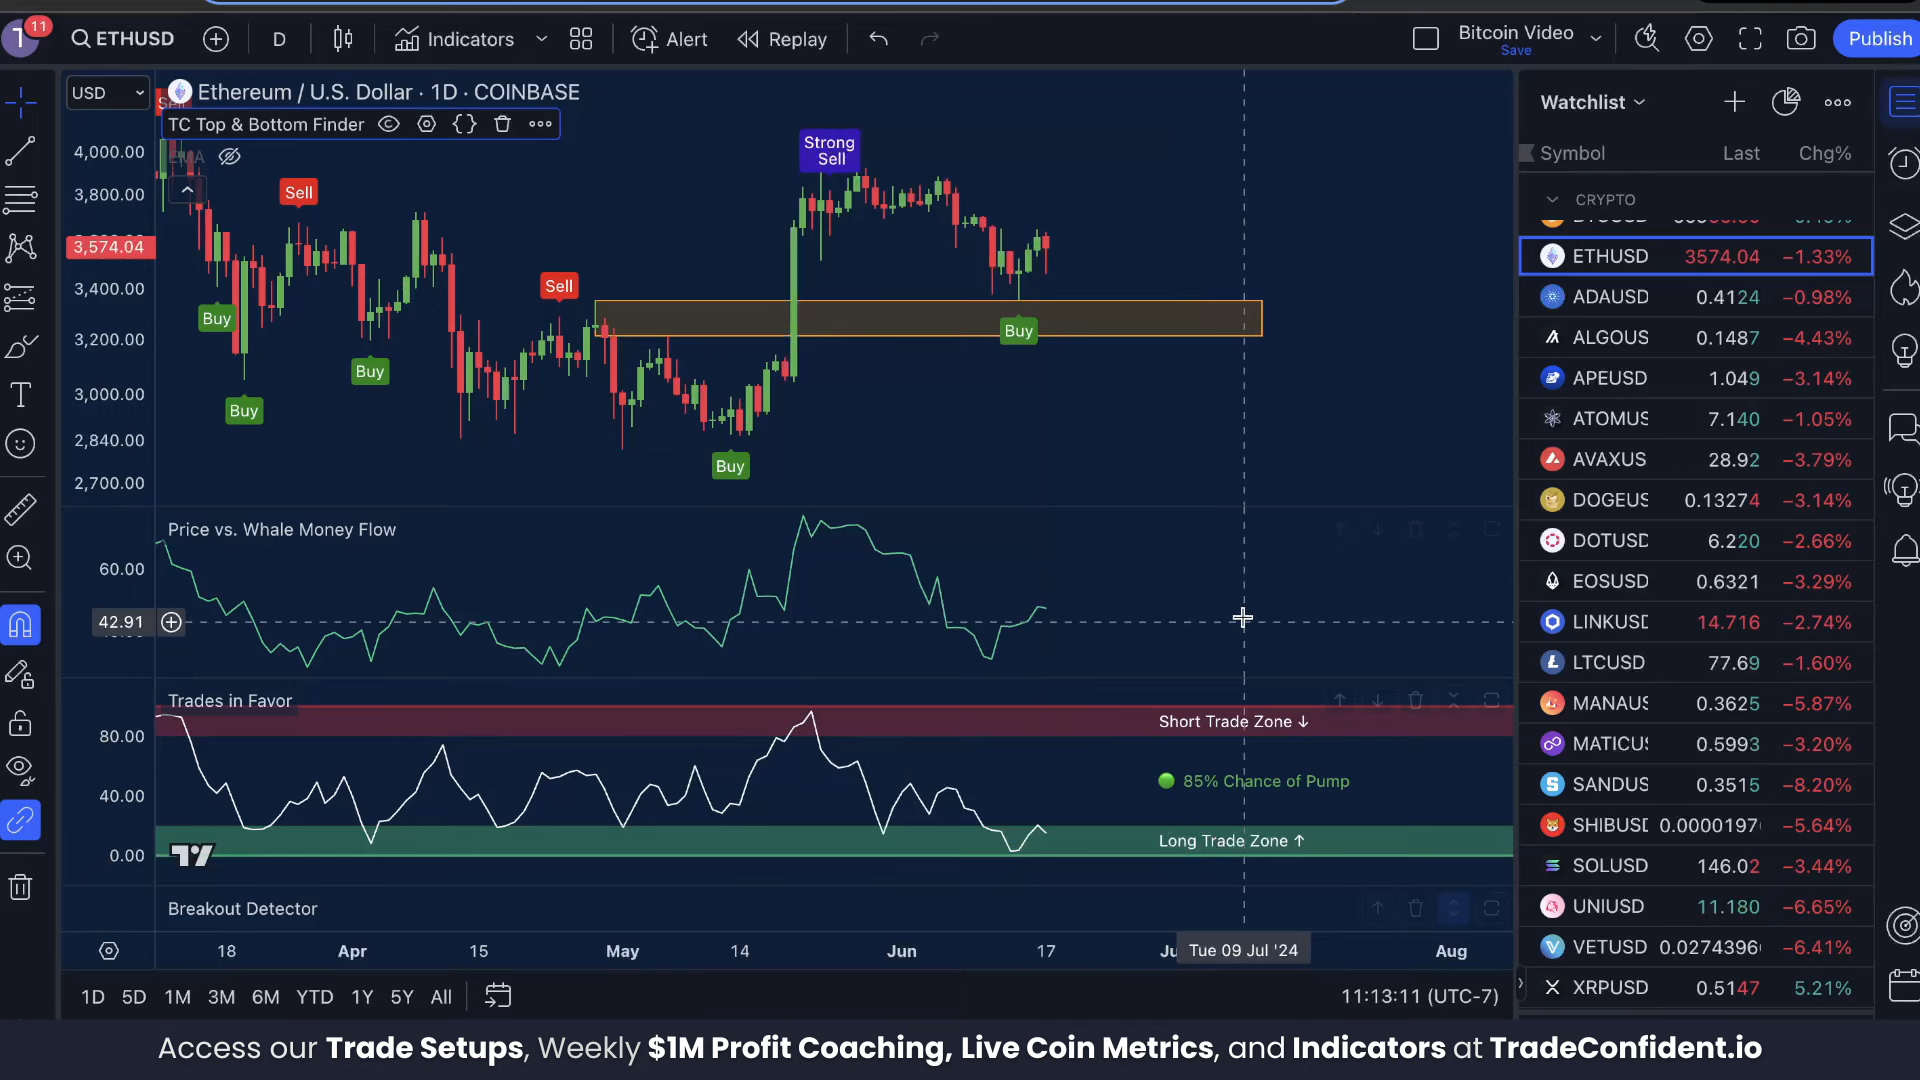 T 11 ETHUSD D Indicators Alert Replay Bitcoin Video Save Publish
USD Ethereum / U.S. Dollar · 1D · COINBASE
TC Top & Bottom Finder
EMA
Sell
4,000.00
3,800.00
3,574.04
3,400.00
3,200.00
3,000.00
2,840.00
2,700.00
Strong
Sell
Sell
Sell
Buy
Buy
Buy
Buy
Buy
Price vs. Whale Money Flow
60.00
42.91
Trades in Favor
80.00
40.00
0.00
Short Trade Zone ↓
85% Chance of Pump
Long Trade Zone ↑
Breakout Detector
18 Apr 15 May 14 Jun 17 Tue 09 Jul '24 Aug
1D 5D 1M 3M 6M YTD 1Y 5Y All 11:13:11 (UTC-7)
Watchlist
Symbol Last Chg%
CRYPTO
ETHUSD 3574.04 −1.33%
ADAUSD 0.4124 −0.98%
ALGOUS 0.1487 −4.43%
APEUSD 1.049 −3.14%
ATOMUS 7.140 −1.05%
AVAXUS 28.92 −3.79%
DOGEUS 0.13274 −3.14%
DOTUSD 6.220 −2.66%
EOSUSD 0.6321 −3.29%
LINKUSD 14.716 −2.74%
LTCUSD 77.69 −1.60%
MANAUS 0.3625 −5.87%
MATICUS 0.5993 −3.20%
SANDUS 0.3515 −8.20%
SHIBUSD 0.0000197 −5.64%
SOLUSD 146.02 −3.44%
UNIUSD 11.180 −6.65%
VETUSD 0.0274396 −6.41%
XRPUSD 0.5147 5.21%
Access our Trade Setups, Weekly $1M Profit Coaching, Live Coin Metrics, and Indicators at TradeConfident.io